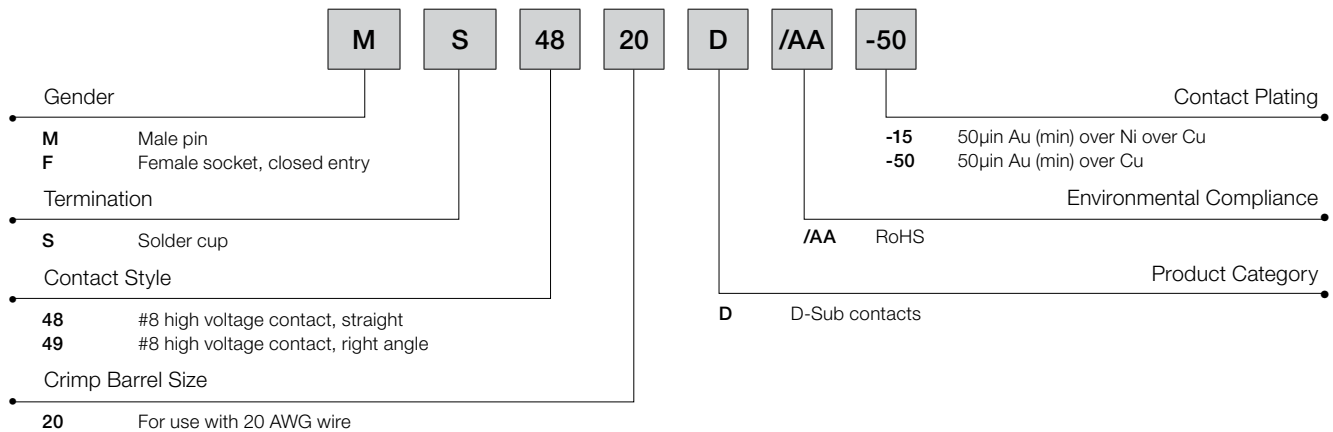 M S 48 20 D /AA -50
Gender
M Male pin
F Female socket, closed entry
Termination
S Solder cup
Contact Style
48 #8 high voltage contact, straight
49 #8 high voltage contact, right angle
Crimp Barrel Size
20 For use with 20 AWG wire
Contact Plating
-15 50µin Au (min) over Ni over Cu
-50 50µin Au (min) over Cu
Environmental Compliance
/AA RoHS
Product Category
D D-Sub contacts